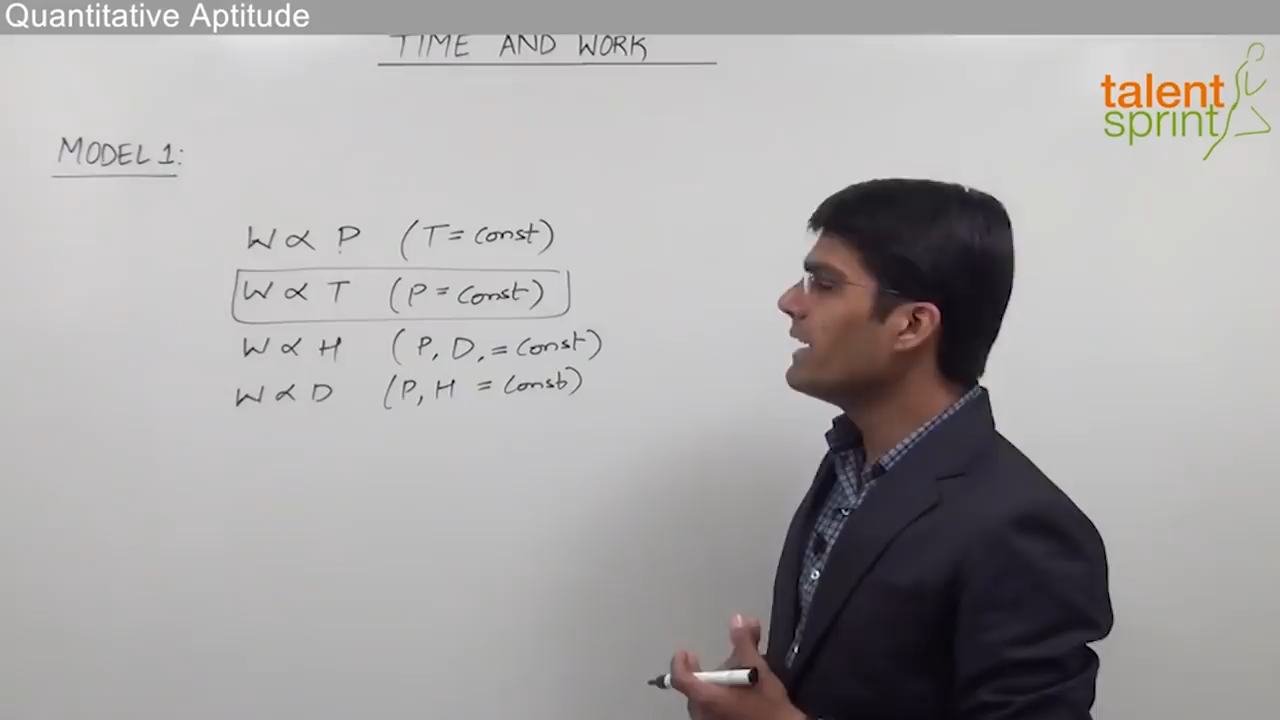 Quantitative Aptitude
TIME AND WORK
talent
sprint
MODEL 1:
W ∝ P (T = Const)
W ∝ T (P = Const)
W ∝ H (P, D, = Const)
W ∝ D (P, H = Const)